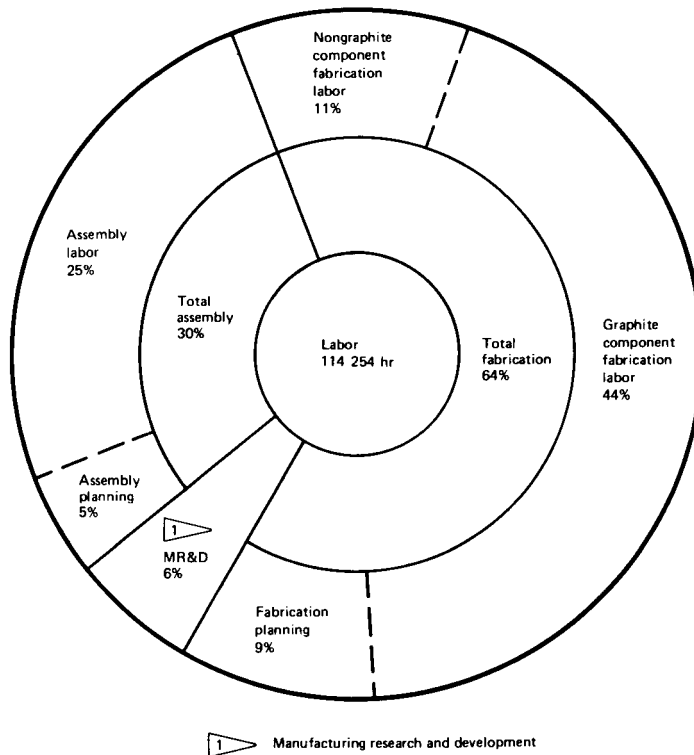 Nongraphite
component
fabrication
labor
11%
Assembly
labor
25%
Total
assembly
30%
Labor
114 254 hr
Total
fabrication
64%
Graphite
component
fabrication
labor
44%
Assembly
planning
5%
1
MR&D
6%
Fabrication
planning
9%
1 Manufacturing research and development